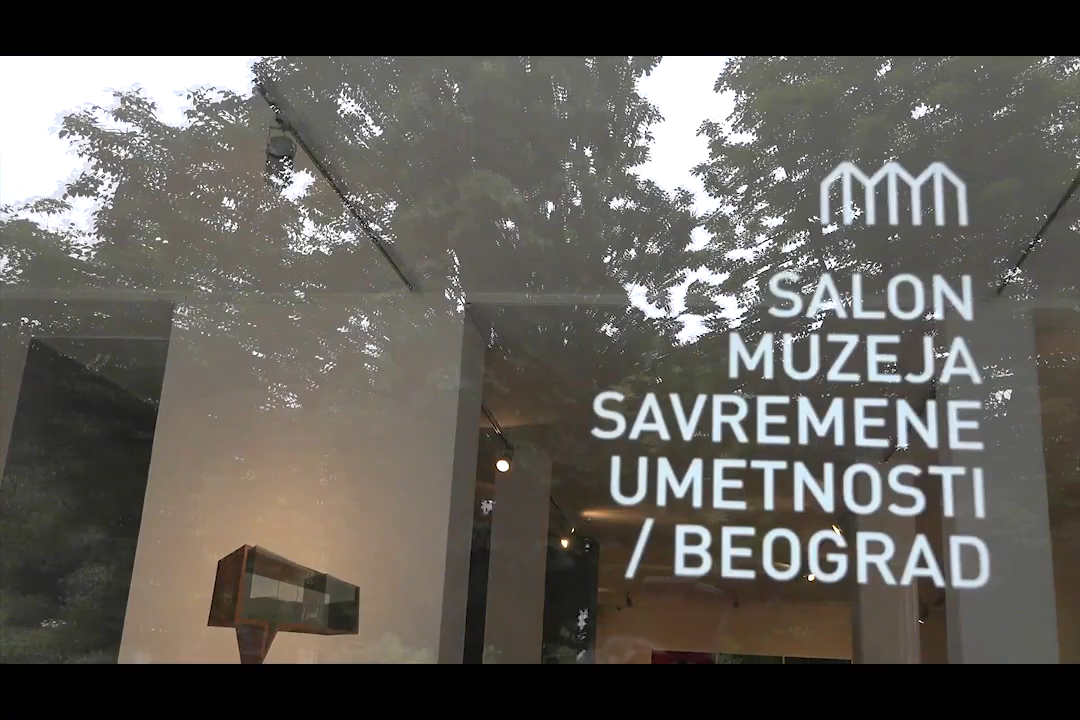 SALON
MUZEJA
SAVREMENE
UMETNOSTI
/ BEOGRAD